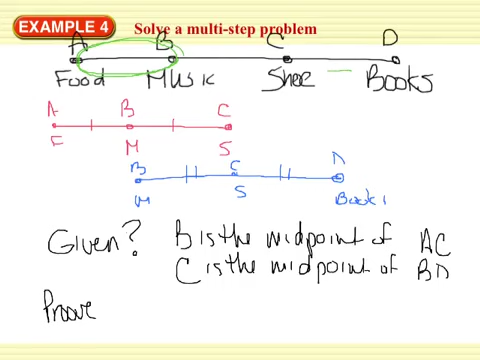 EXAMPLE 4 Solve a multi-step problem
A B C D
Food Music Shoe Books
A B C
F M S
B C D
M S Book
Given? B is the midpoint of AC
C is the midpoint of BD
Prove